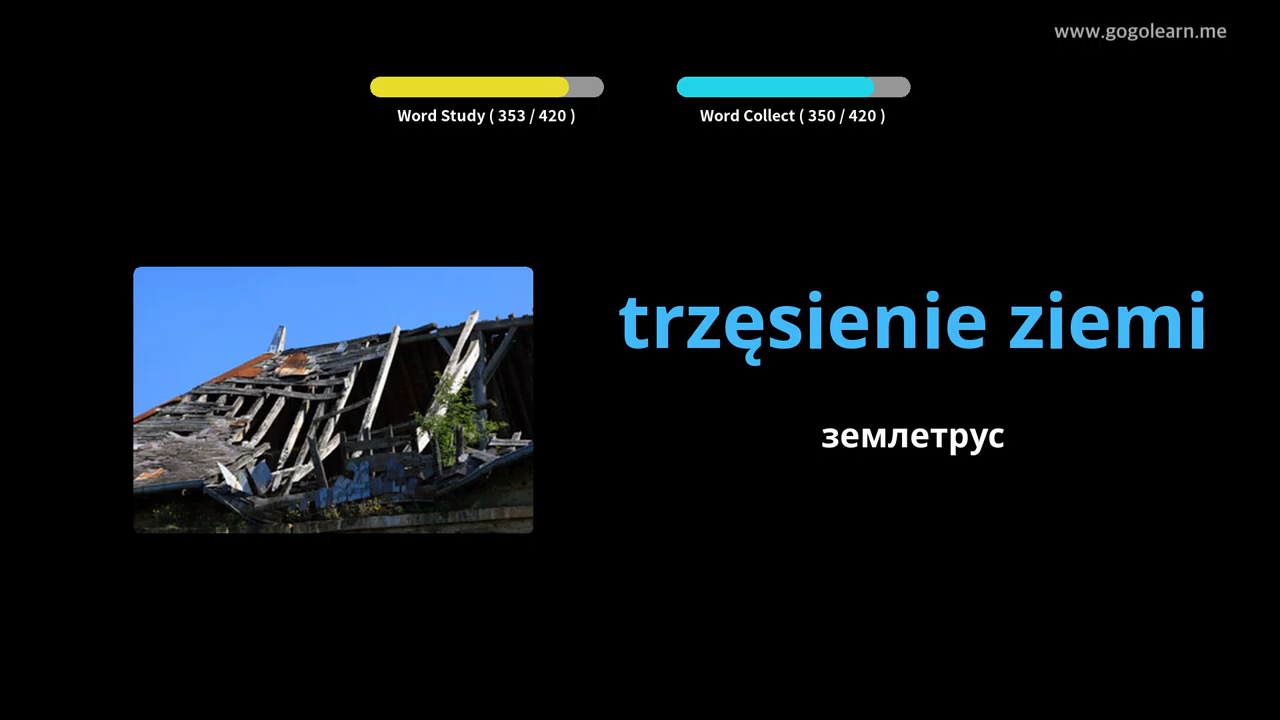 www.gogolearn.me
Word Study ( 353 / 420 )
Word Collect ( 350 / 420 )
trzęsienie ziemi
землетрус